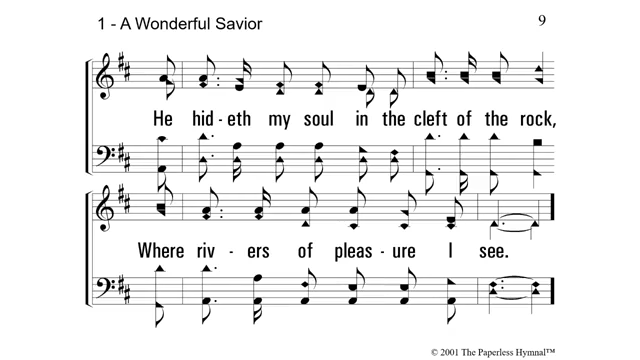 1 - A Wonderful Savior
9
He hid - eth my soul in the cleft of the rock,
Where riv - ers of pleas - ure I see.
© 2001 The Paperless Hymnal™